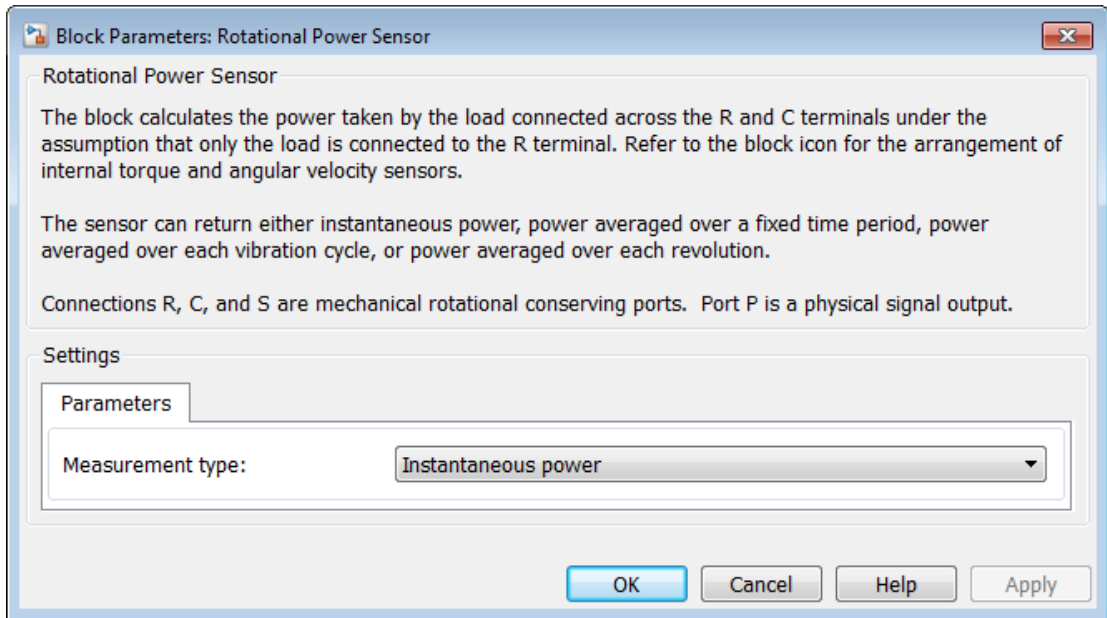 Block Parameters: Rotational Power Sensor
Rotational Power Sensor
The block calculates the power taken by the load connected across the R and C terminals under the
assumption that only the load is connected to the R terminal. Refer to the block icon for the arrangement of
internal torque and angular velocity sensors.
The sensor can return either instantaneous power, power averaged over a fixed time period, power
averaged over each vibration cycle, or power averaged over each revolution.
Connections R, C, and S are mechanical rotational conserving ports.  Port P is a physical signal output.
Settings
Parameters
Measurement type: Instantaneous power
OK Cancel Help Apply